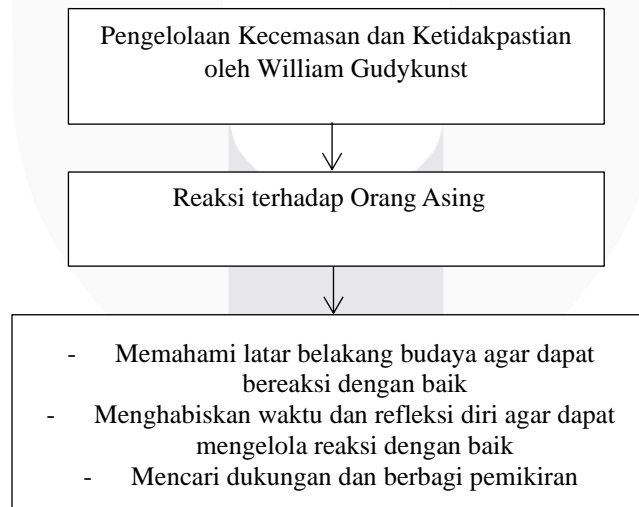 Pengelolaan Kecemasan dan Ketidakpastian
oleh William Gudykunst
Reaksi terhadap Orang Asing
- Memahami latar belakang budaya agar dapat
bereaksi dengan baik
- Menghabiskan waktu dan refleksi diri agar dapat
mengelola reaksi dengan baik
- Mencari dukungan dan berbagi pemikiran